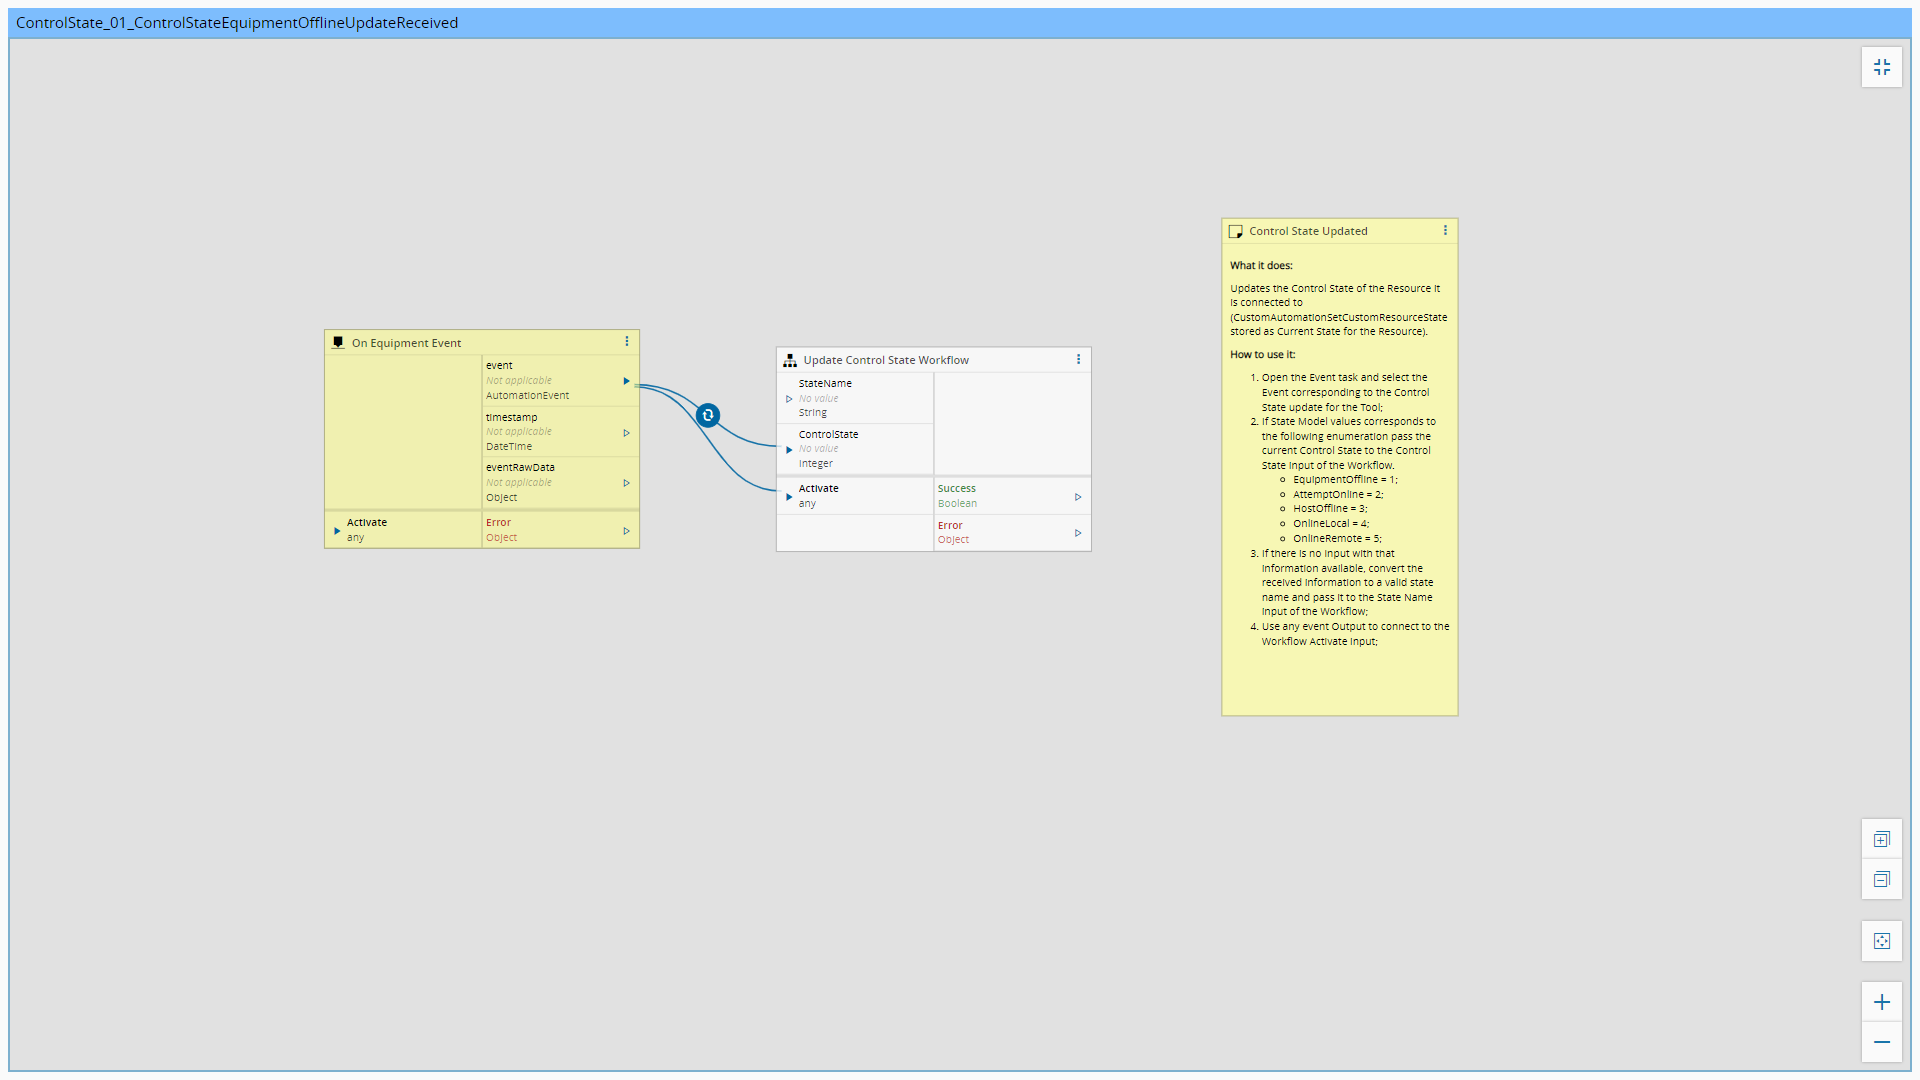 ControlState_01_ControlStateEquipmentOfflineUpdateReceived
On Equipment Event
event
Not applicable
AutomationEvent
timestamp
Not applicable
DateTime
eventRawData
Not applicable
Object
Activate
any
Error
Object
Update Control State Workflow
StateName
No value
String
ControlState
No value
Integer
Activate
any
Success
Boolean
Error
Object
Control State Updated
What it does:
Updates the Control State of the Resource it
is connected to
(CustomAutomationSetCustomResourceState
stored as Current State for the Resource).
How to use it:
1. Open the Event task and select the
Event corresponding to the Control
State update for the Tool;
2. If State Model values corresponds to
the following enumeration pass the
current Control State to the Control
State Input of the Workflow.
EquipmentOffline = 1;
AttemptOnline = 2;
HostOffline = 3;
OnlineLocal = 4;
OnlineRemote = 5;
3. If there is no input with that
information available, convert the
received information to a valid state
name and pass it to the State Name
Input of the Workflow;
4. Use any event Output to connect to the
Workflow Activate Input;